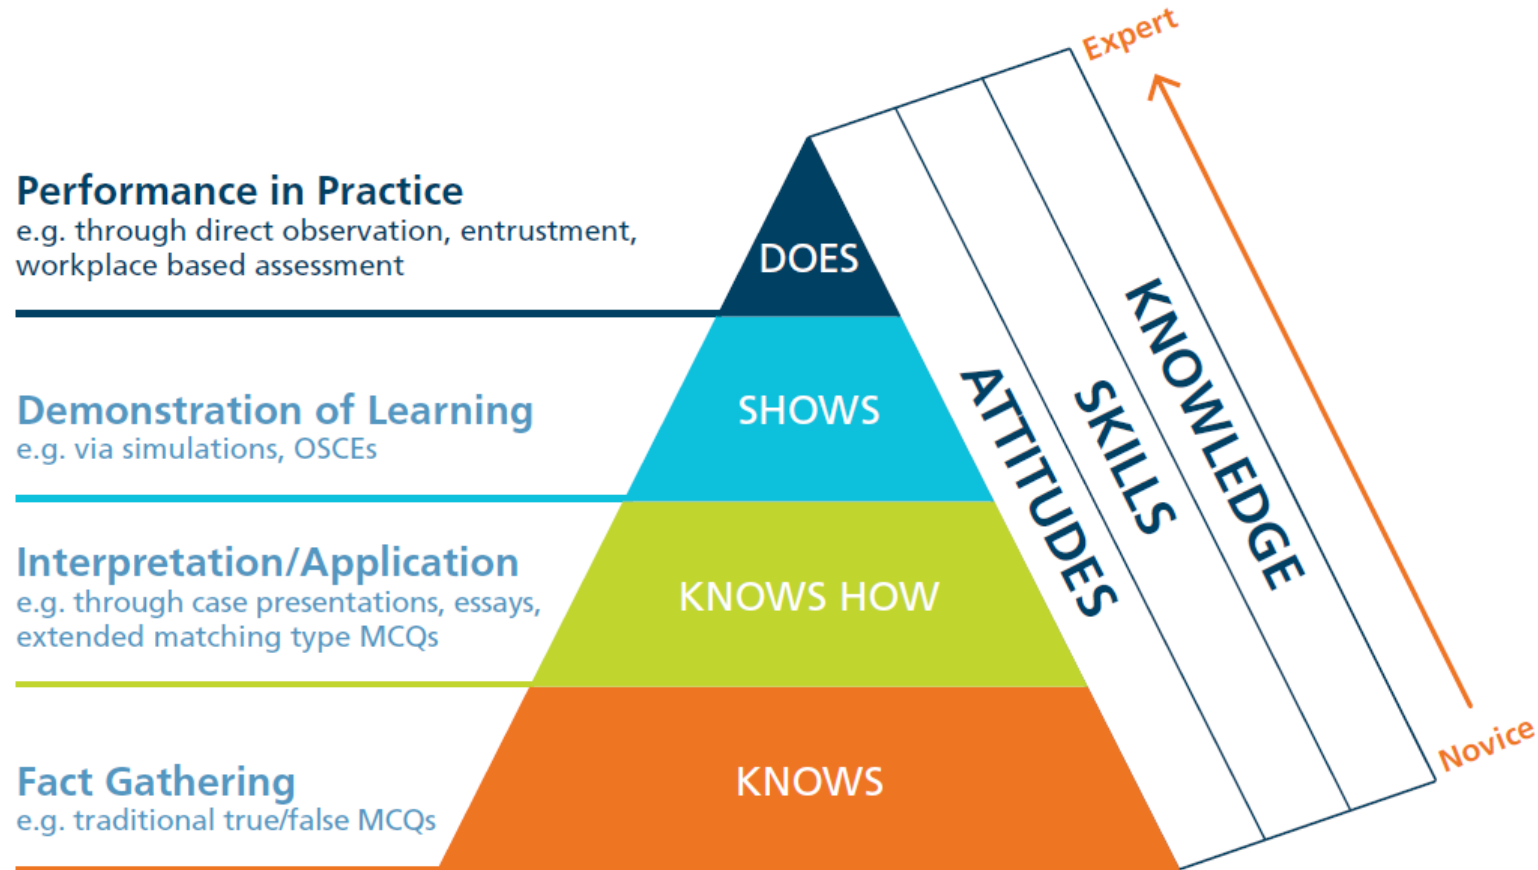 Expert
Performance in Practice
e.g. through direct observation, entrustment,
workplace based assessment
DOES
Demonstration of Learning
e.g. via simulations, OSCEs
SHOWS
Interpretation/Application
e.g. through case presentations, essays,
extended matching type MCQs
KNOWS HOW
Fact Gathering
e.g. traditional true/false MCQs
KNOWS
ATTITUDES
SKILLS
KNOWLEDGE
Novice